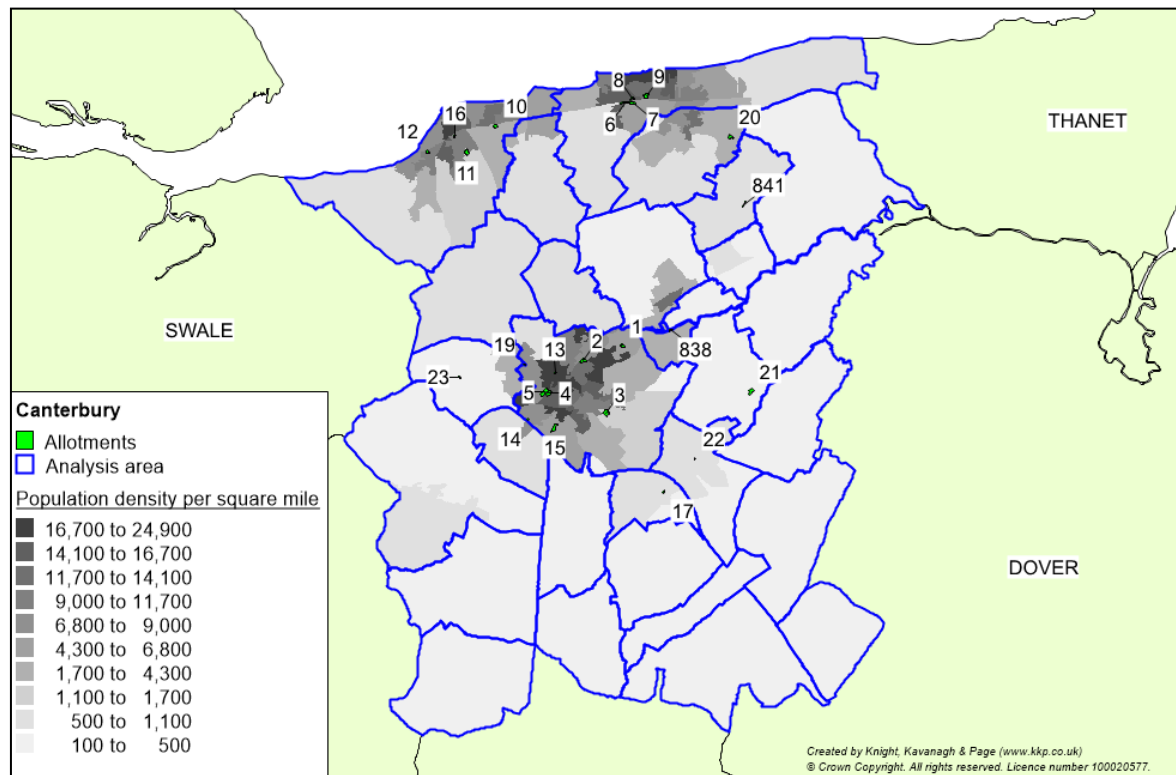 8
9
10
16
12
6
7
20
THANET
11
841
SWALE
1
2
13
19
838
23
21
5
4
3
14
22
15
17
DOVER
Canterbury
Allotments
Analysis area
Population density per square mile
16,700 to 24,900
14,100 to 16,700
11,700 to 14,100
9,000 to 11,700
6,800 to 9,000
4,300 to 6,800
1,700 to 4,300
1,100 to 1,700
500 to 1,100
100 to 500
Created by Knight, Kavanagh & Page (www.kkp.co.uk)
© Crown Copyright. All rights reserved. Licence number 100020577.